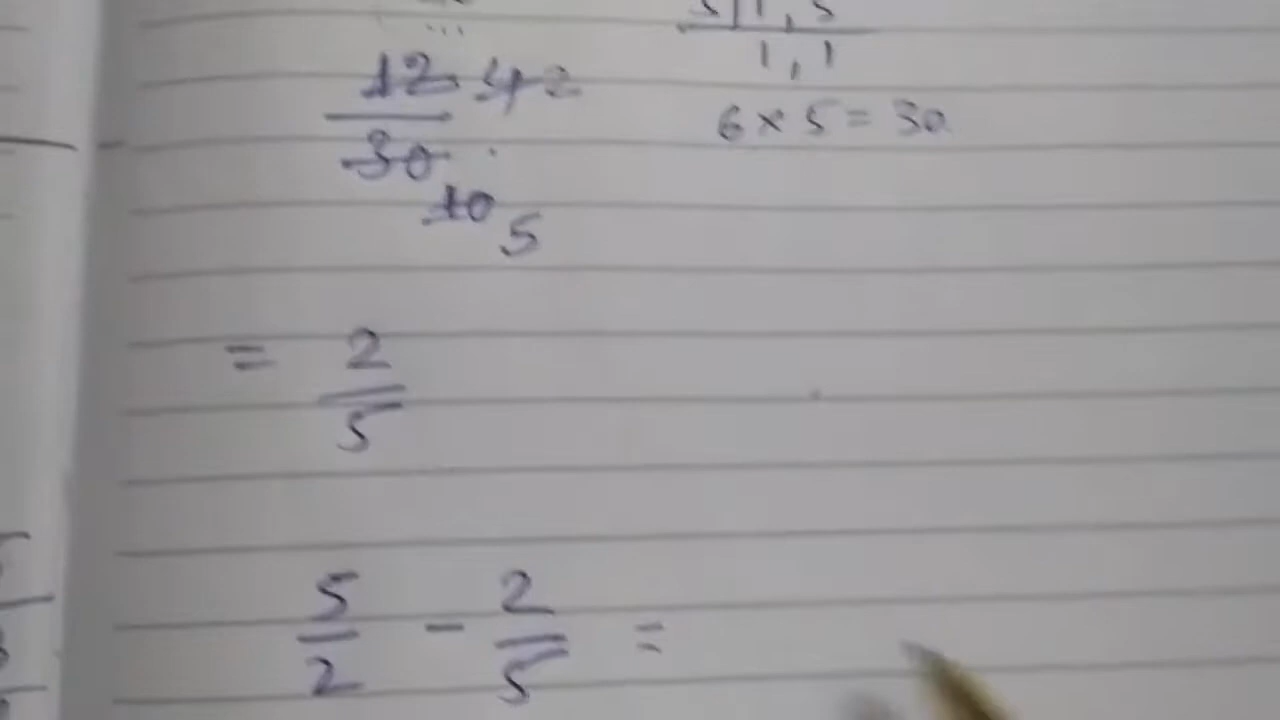 1, 1
12 4 2
30
6 × 5 = 30
10
5
= 2/5
5/2 - 2/5 =